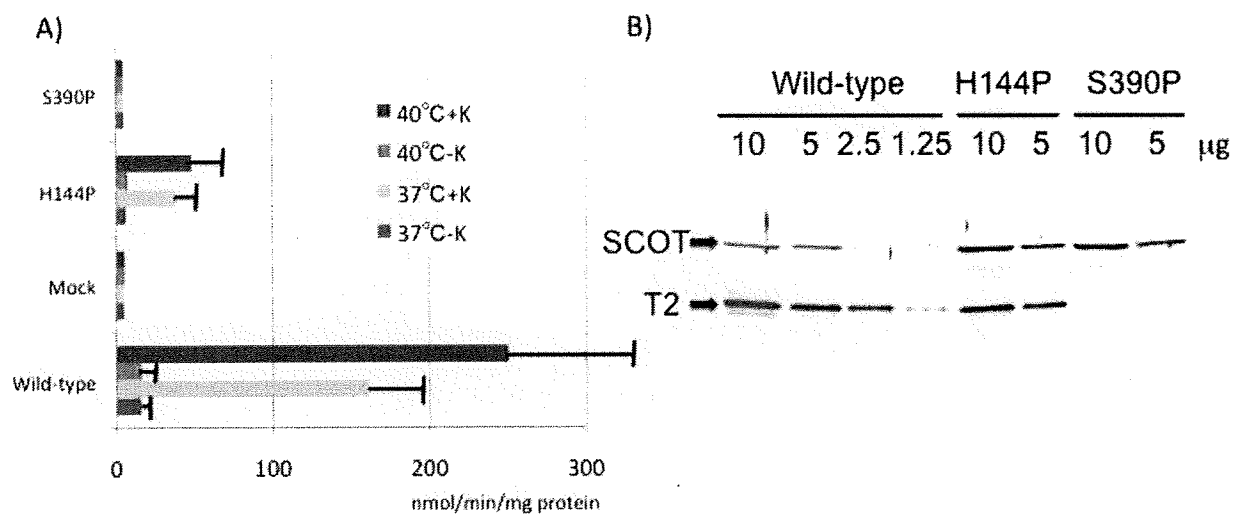 A)
S390P
H144P
Mock
Wild-type
40°C+K
40°C-K
37°C+K
37°C-K
0 100 200 300
nmol/min/mg protein
B)
Wild-type H144P S390P
10 5 2.5 1.25 10 5 10 5 μg
SCOT
T2